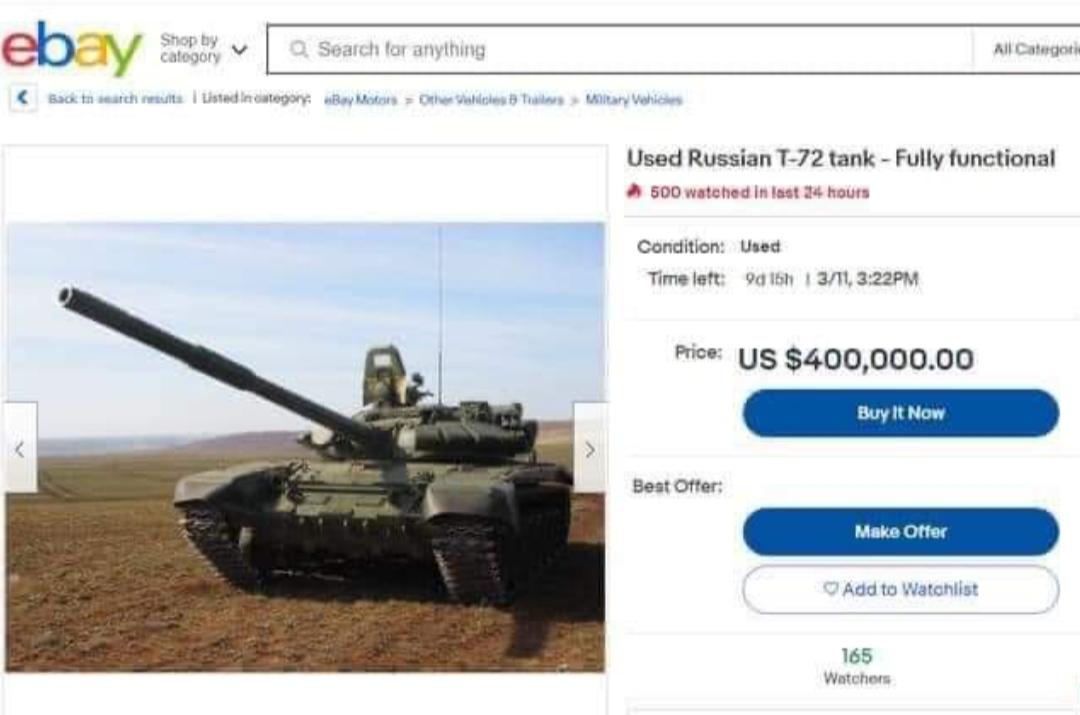 ebay
Shop by
category
Search for anything
All Categori
Back to search results | Listed in category: eBay Motors > Other Vehicles & Trailers > Military Vehicles
Used Russian T-72 tank - Fully functional
500 watched in last 24 hours
Condition: Used
Time left: 9d 15h | 3/11, 3:22PM
Price: US $400,000.00
Buy It Now
Best Offer:
Make Offer
Add to Watchlist
165
Watchers